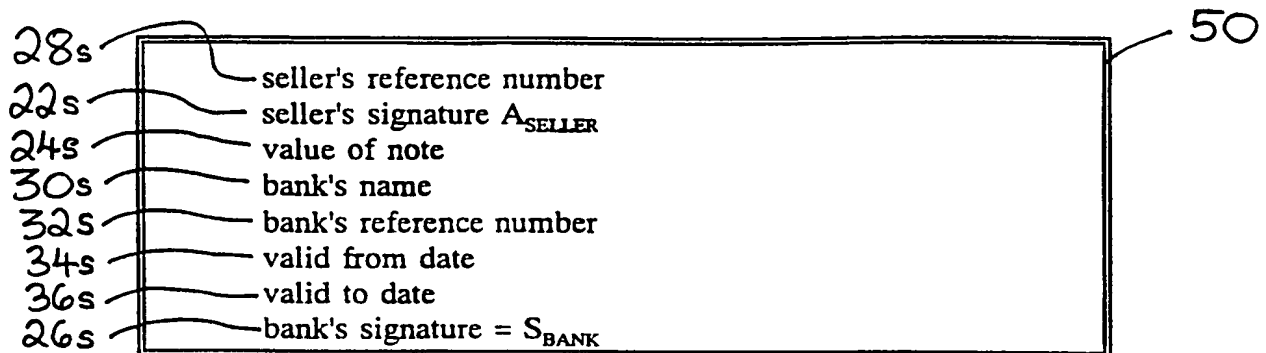 50
28s seller's reference number
22s seller's signature A_SELLER
24s value of note
30s bank's name
32s bank's reference number
34s valid from date
36s valid to date
26s bank's signature = S_BANK